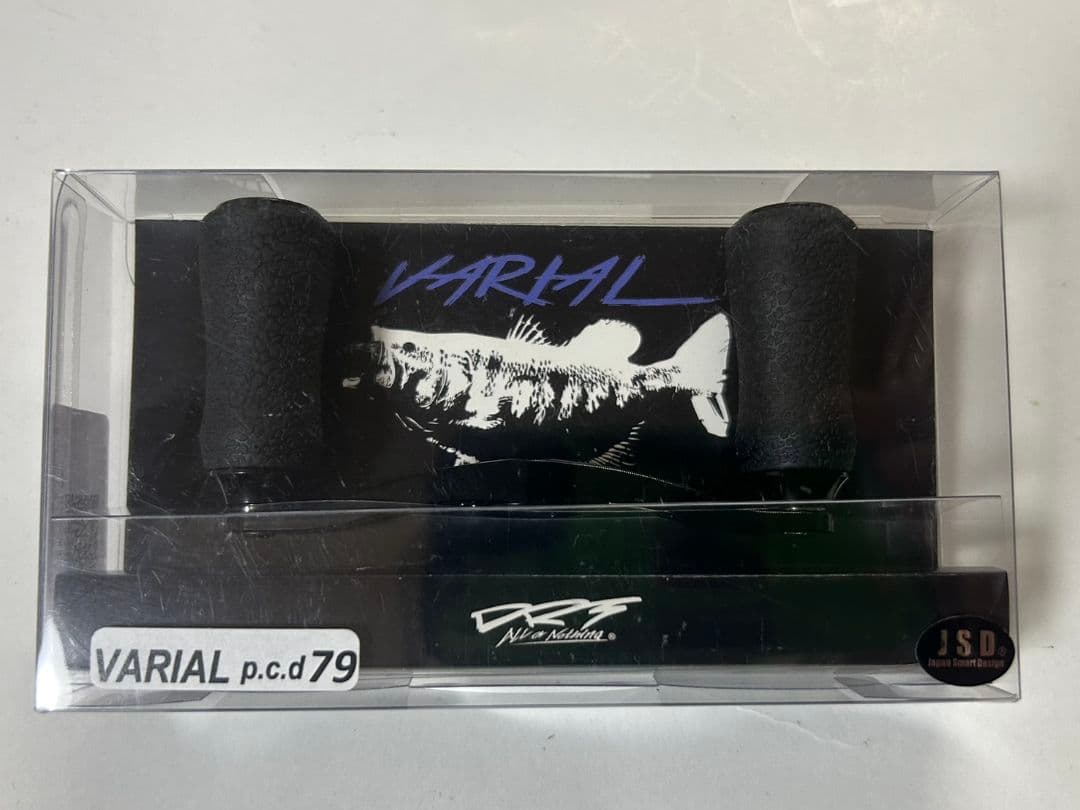 VARIAL
DRT
ALL or Nothing®
VARIAL p.c.d 79
JSD®
Japan Smart Design